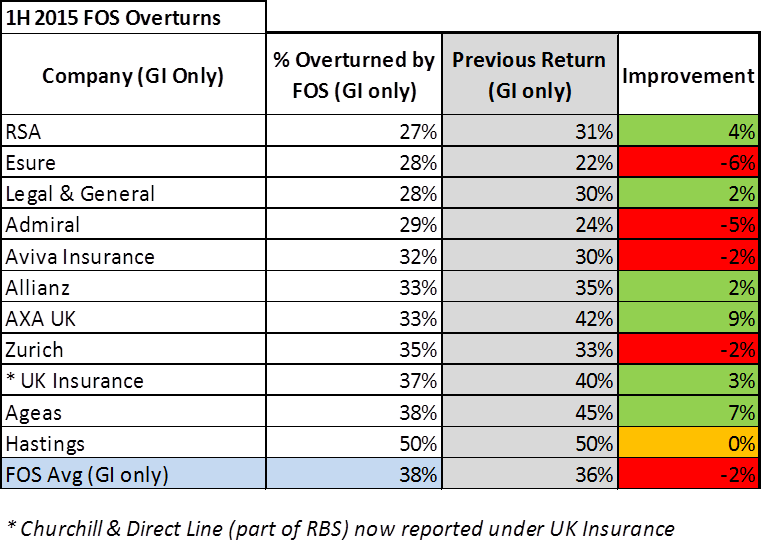 1H 2015 FOS Overturns
Company (GI Only) % Overturned by FOS (GI only) Previous Return (GI only) Improvement
RSA 27% 31% 4%
Esure 28% 22% -6%
Legal & General 28% 30% 2%
Admiral 29% 24% -5%
Aviva Insurance 32% 30% -2%
Allianz 33% 35% 2%
AXA UK 33% 42% 9%
Zurich 35% 33% -2%
* UK Insurance 37% 40% 3%
Ageas 38% 45% 7%
Hastings 50% 50% 0%
FOS Avg (GI only) 38% 36% -2%
* Churchill & Direct Line (part of RBS) now reported under UK Insurance